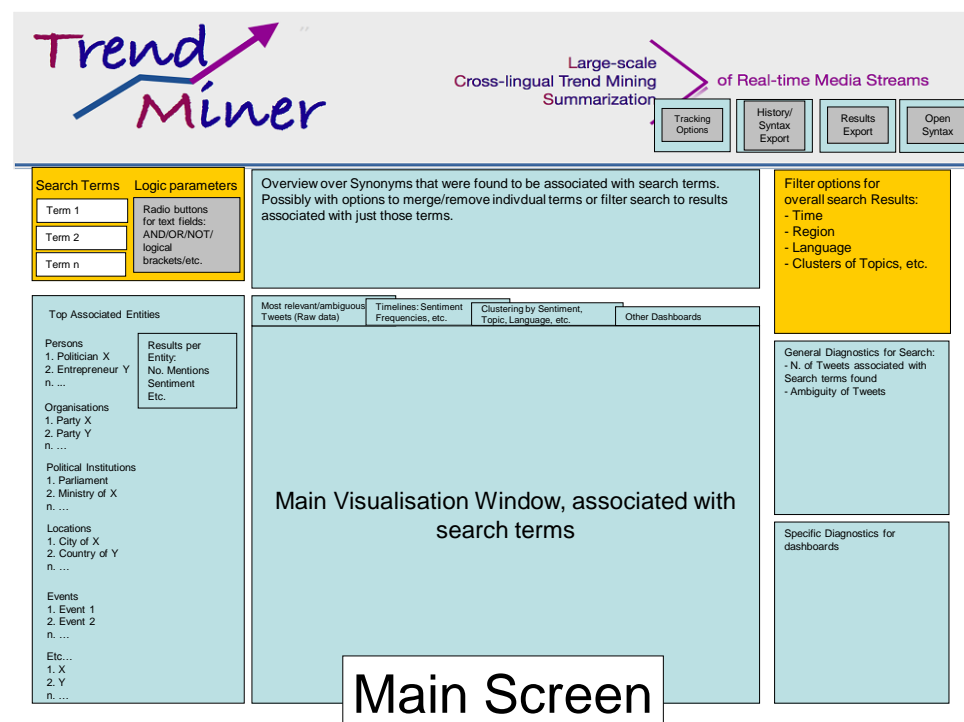 Trend
Miner
Large-scale
Cross-lingual Trend Mining
Summarization
of Real-time Media Streams
Tracking
Options
History/
Syntax
Export
Results
Export
Open
Syntax
Search Terms
Term 1
Term 2
Term n
Logic parameters
Radio buttons
for text fields:
AND/OR/NOT/
logical
brackets/etc.
Overview over Synonyms that were found to be associated with search terms.
Possibly with options to merge/remove indivdual terms or filter search to results
associated with just those terms.
Filter options for
overall search Results:
- Time
- Region
- Language
- Clusters of Topics, etc.
Top Associated Entities
Persons
1. Politician X
2. Entrepreneur Y
n. ...
Results per
Entity:
No. Mentions
Sentiment
Etc.
Organisations
1. Party X
2. Party Y
n. …
Political Institutions
1. Parliament
2. Ministry of X
n. …
Locations
1. City of X
2. Country of Y
n. …
Events
1. Event 1
2. Event 2
n. …
Etc…
1. X
2. Y
n. …
Most relevant/ambiguous
Tweets (Raw data)
Timelines: Sentiment
Frequencies, etc.
Clustering by Sentiment,
Topic, Language, etc.
Other Dashboards
Main Visualisation Window, associated with
search terms
General Diagnostics for Search:
- N. of Tweets associated with
Search terms found
- Ambiguity of Tweets
Specific Diagnostics for
dashboards
Main Screen